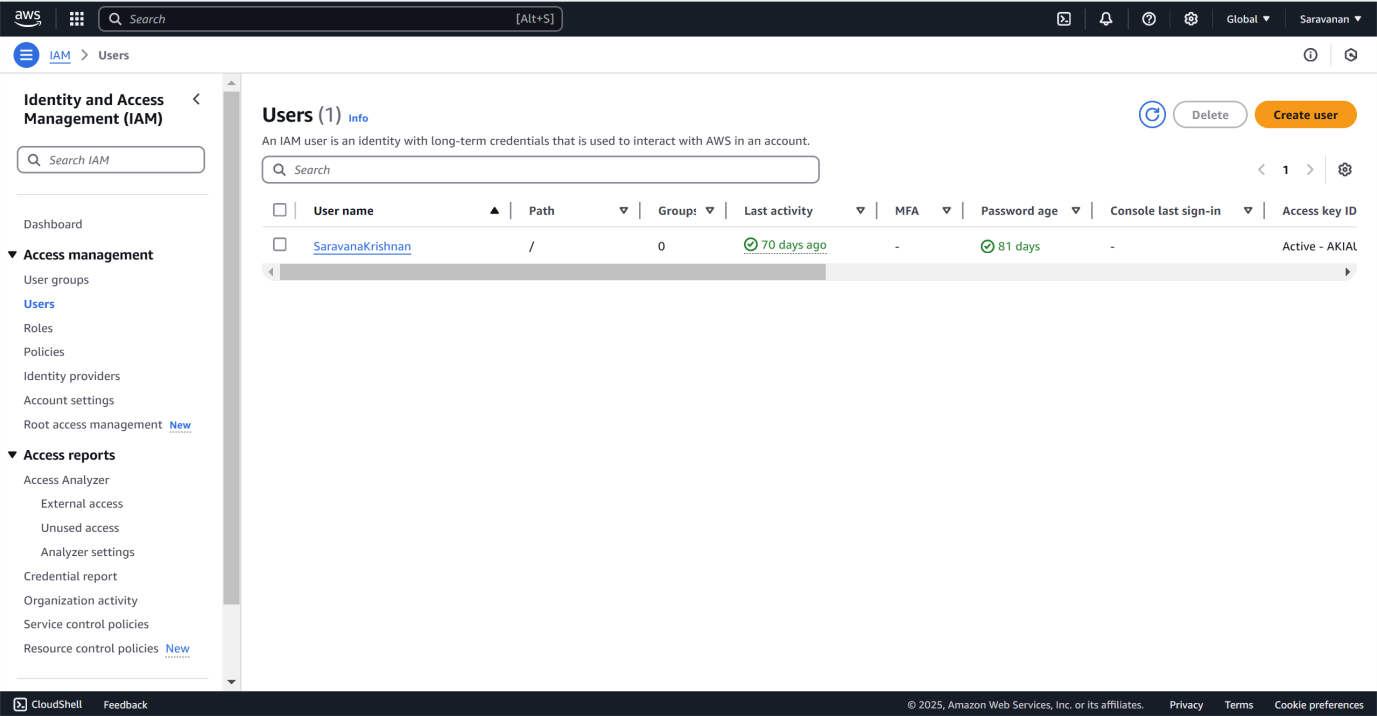 aws Search [Alt+S] Global Saravanan
IAM > Users
Identity and Access
Management (IAM)
Search IAM
Dashboard
Access management
User groups
Users
Roles
Policies
Identity providers
Account settings
Root access management New
Access reports
Access Analyzer
External access
Unused access
Analyzer settings
Credential report
Organization activity
Service control policies
Resource control policies New
Users (1) Info
Delete Create user
An IAM user is an identity with long-term credentials that is used to interact with AWS in an account.
Search
1
User name Path Groups Last activity MFA Password age Console last sign-in Access key ID
SaravanaKrishnan / 0 70 days ago - 81 days - Active - AKIAU
CloudShell Feedback © 2025, Amazon Web Services, Inc. or its affiliates. Privacy Terms Cookie preferences